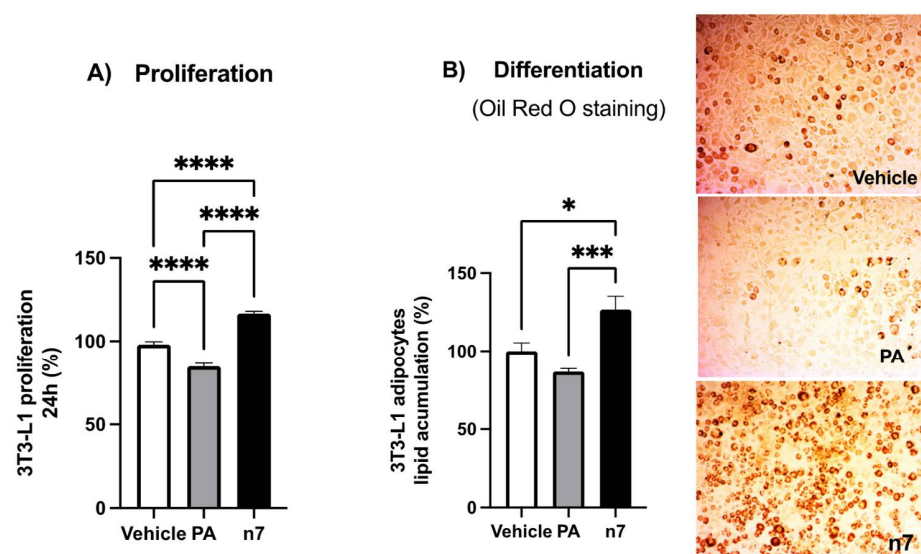 A) Proliferation
****
****
****
150
100
50
0
3T3-L1 proliferation
24h (%)
Vehicle PA n7
B) Differentiation
(Oil Red O staining)
*
***
150
100
50
0
3T3-L1 adipocytes
lipid acumulation (%)
Vehicle PA n7
Vehicle
PA
n7